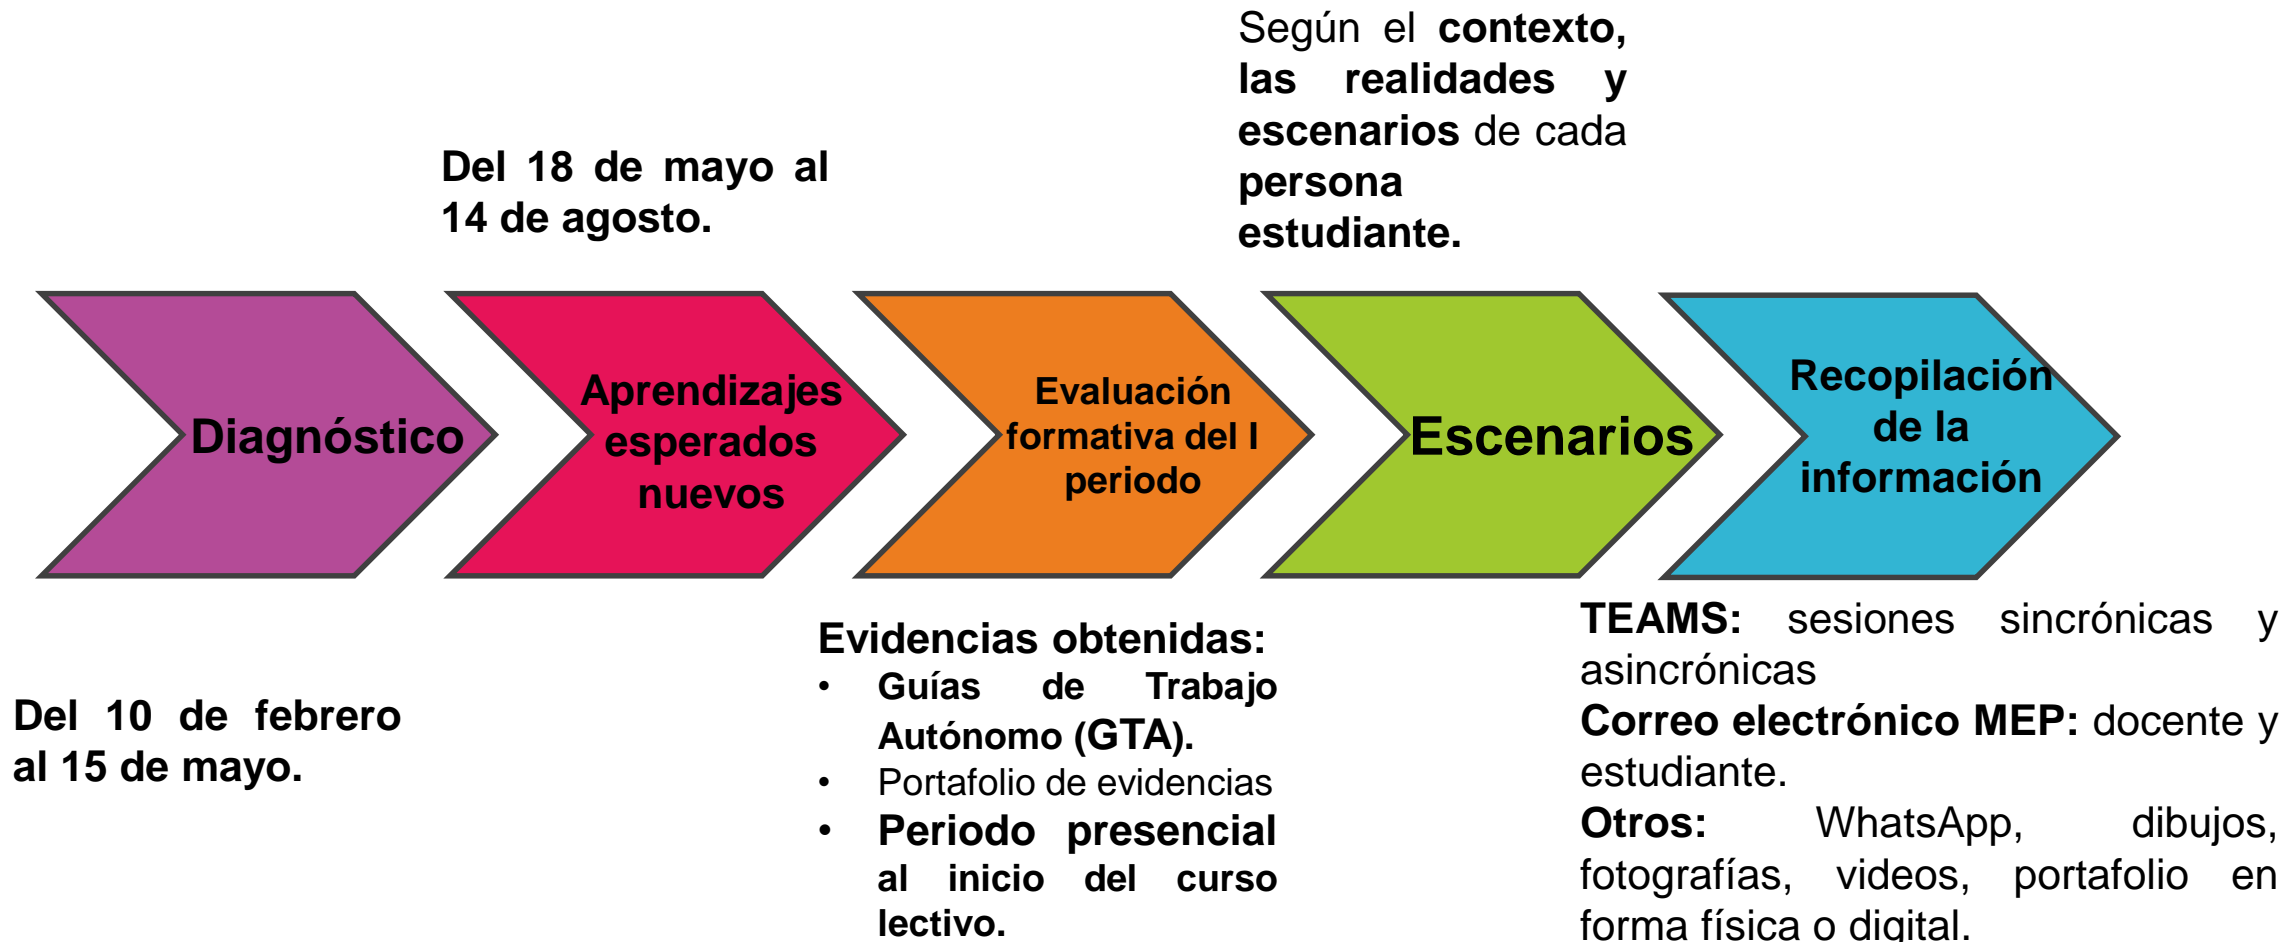 Según el contexto,
las realidades y
escenarios de cada
persona
estudiante.
Del 18 de mayo al
14 de agosto.
Diagnóstico
Aprendizajes
esperados
nuevos
Evaluación
formativa del I
periodo
Escenarios
Recopilación
de la
información
Del 10 de febrero
al 15 de mayo.
Evidencias obtenidas:
• Guías de Trabajo
Autónomo (GTA).
• Portafolio de evidencias
• Periodo presencial
al inicio del curso
lectivo.
TEAMS: sesiones sincrónicas y
asincrónicas
Correo electrónico MEP: docente y
estudiante.
Otros: WhatsApp, dibujos,
fotografías, videos, portafolio en
forma física o digital.